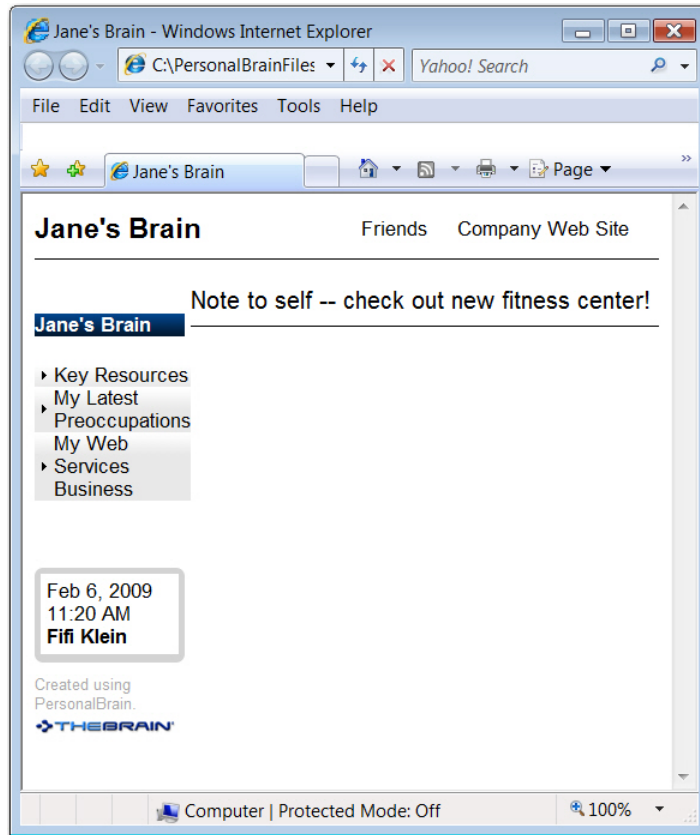 Jane's Brain - Windows Internet Explorer
C:\PersonalBrainFiles
Yahoo! Search
File Edit View Favorites Tools Help
Jane's Brain
Page
»
Jane's Brain
Friends Company Web Site
Note to self -- check out new fitness center!
Jane's Brain
Key Resources
My Latest
Preoccupations
My Web
Services
Business
Feb 6, 2009
11:20 AM
Fifi Klein
Created using
PersonalBrain.
THEBRAIN
Computer | Protected Mode: Off
100%